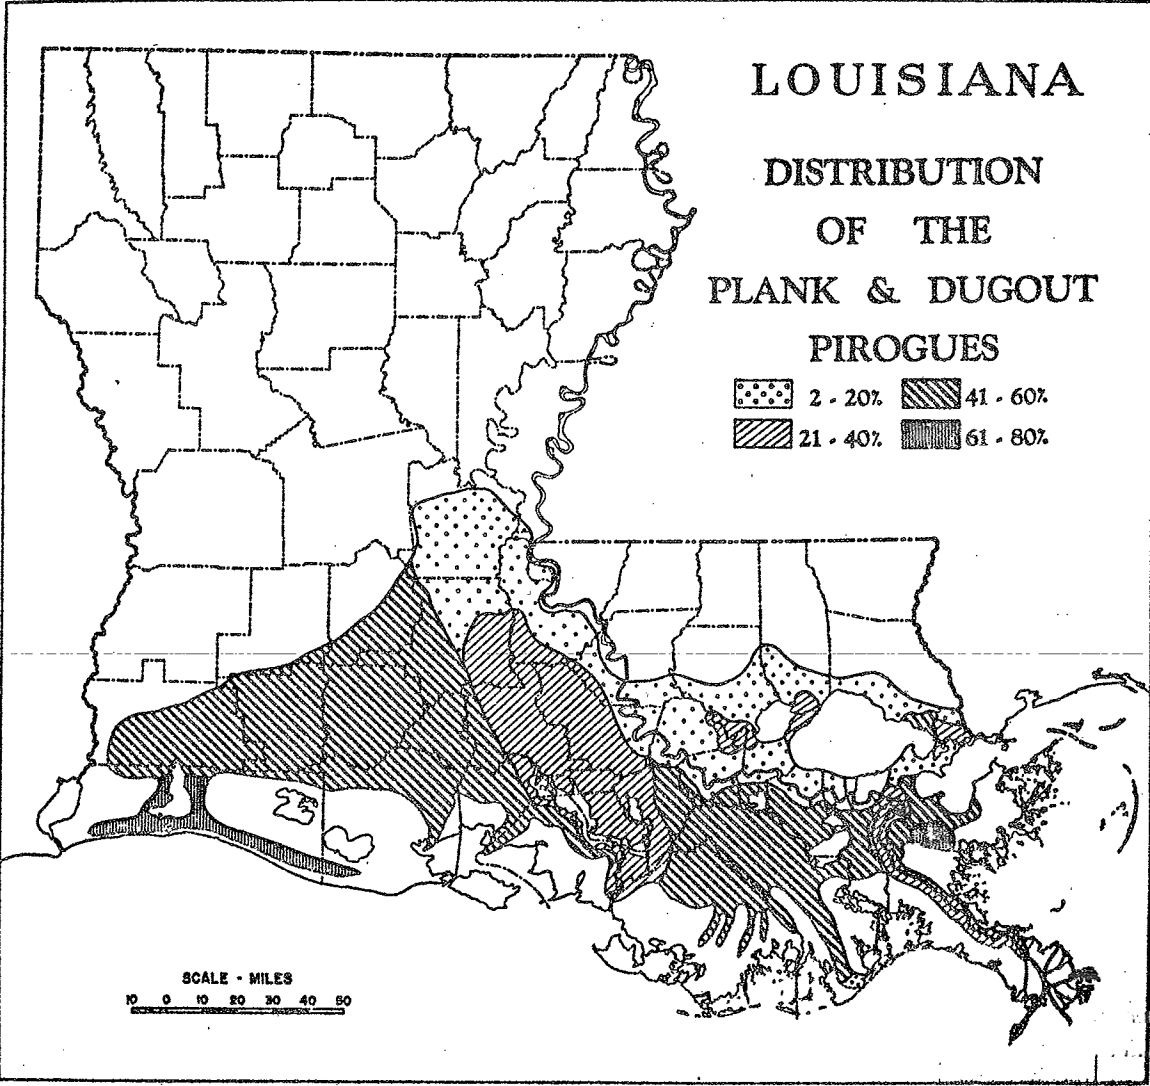 LOUISIANA
DISTRIBUTION
OF THE
PLANK & DUGOUT
PIROGUES
2 - 20% 41 - 60%
21 - 40% 61 - 80%
SCALE - MILES
10 0 10 20 30 40 50